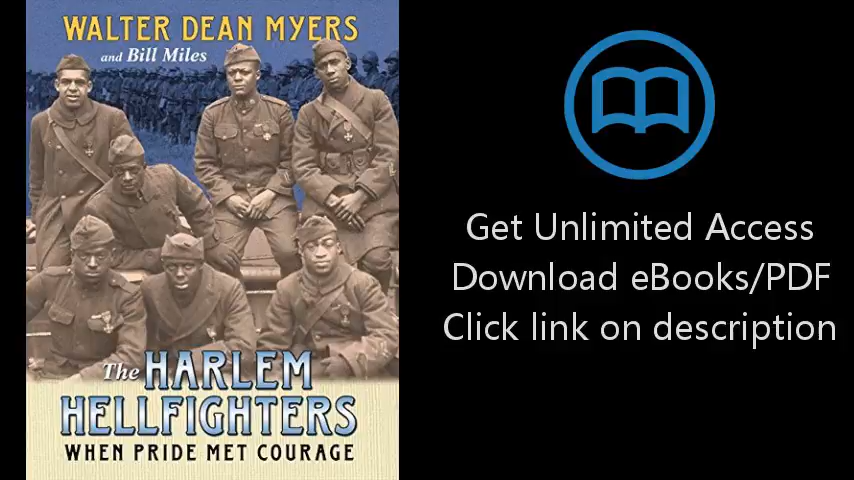 WALTER DEAN MYERS
and Bill Miles
The HARLEM
HELLFIGHTERS
WHEN PRIDE MET COURAGE
Get Unlimited Access
Download eBooks/PDF
Click link on description